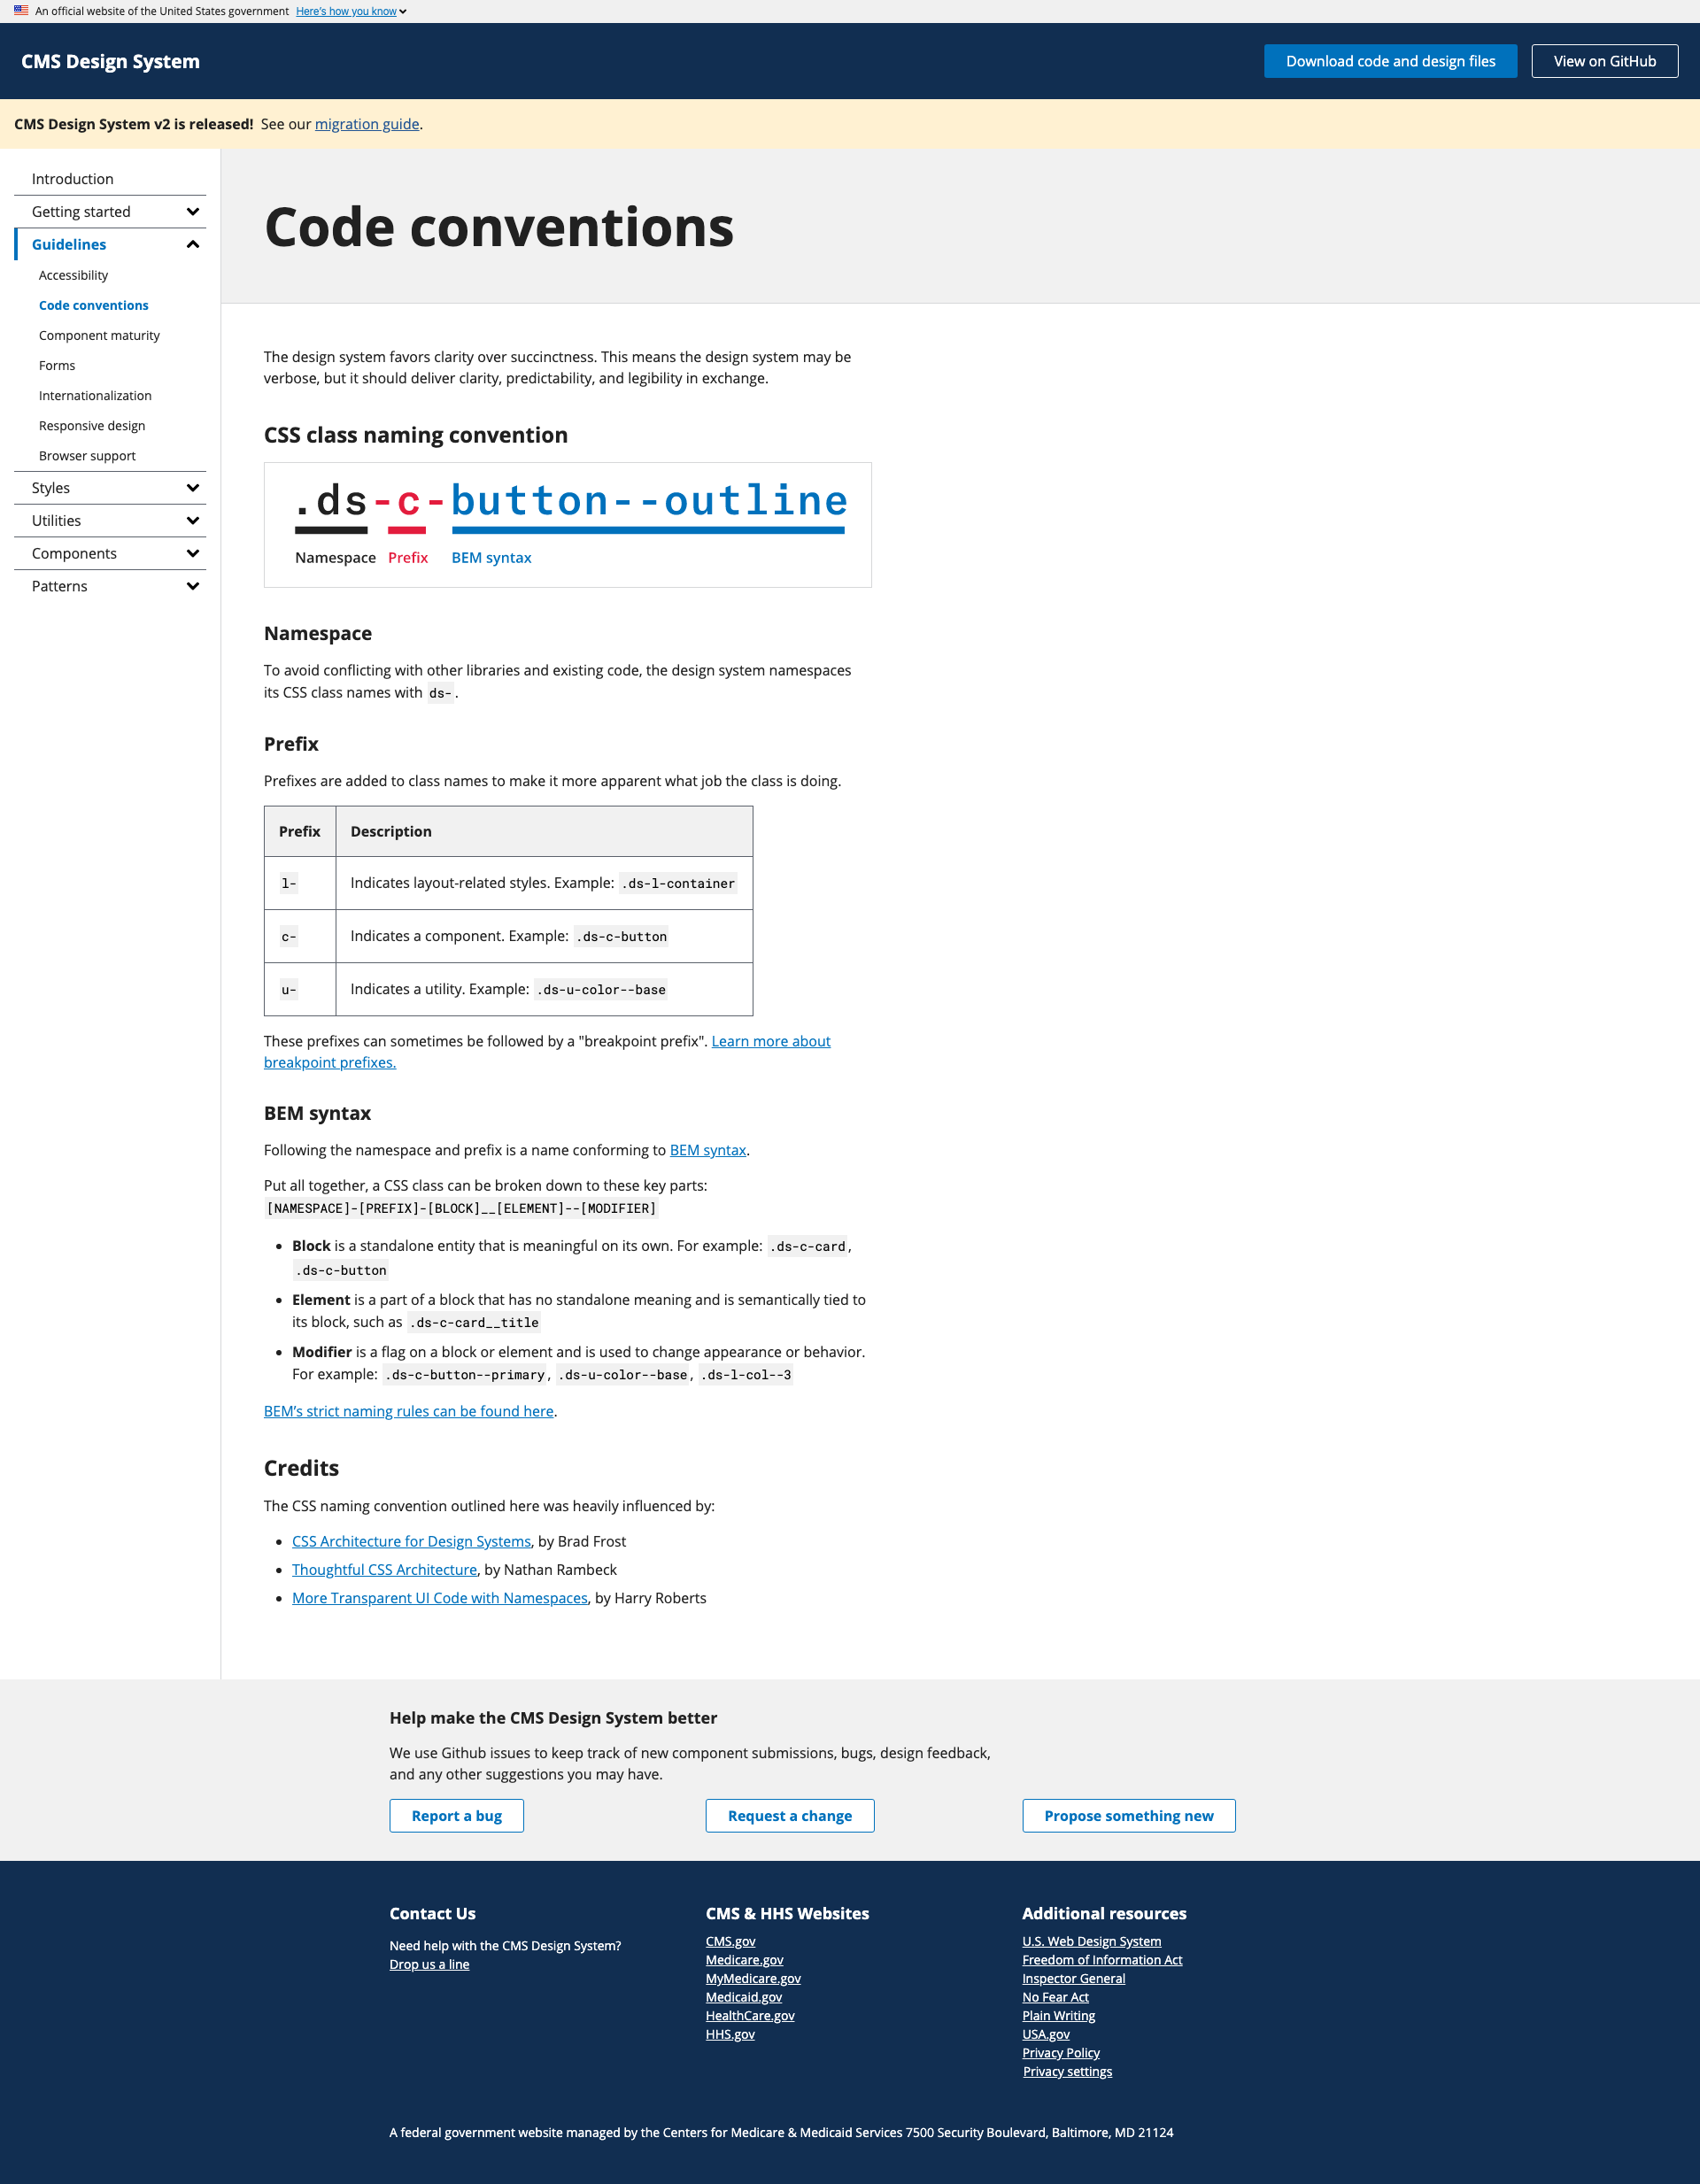 An official website of the United States government Here's how you know
CMS Design System
Download code and design files
View on GitHub
CMS Design System v2 is released! See our migration guide.
Introduction
Getting started
Guidelines
Accessibility
Code conventions
Component maturity
Forms
Internationalization
Responsive design
Browser support
Styles
Utilities
Components
Patterns
Code conventions
The design system favors clarity over succinctness. This means the design system may be
verbose, but it should deliver clarity, predictability, and legibility in exchange.
CSS class naming convention
.ds-c-button--outline
Namespace Prefix BEM syntax
Namespace
To avoid conflicting with other libraries and existing code, the design system namespaces
its CSS class names with ds-.
Prefix
Prefixes are added to class names to make it more apparent what job the class is doing.
Prefix Description
l- Indicates layout-related styles. Example: .ds-l-container
c- Indicates a component. Example: .ds-c-button
u- Indicates a utility. Example: .ds-u-color--base
These prefixes can sometimes be followed by a "breakpoint prefix". Learn more about
breakpoint prefixes.
BEM syntax
Following the namespace and prefix is a name conforming to BEM syntax.
Put all together, a CSS class can be broken down to these key parts:
[NAMESPACE]-[PREFIX]-[BLOCK]__[ELEMENT]--[MODIFIER]
• Block is a standalone entity that is meaningful on its own. For example: .ds-c-card,
.ds-c-button
• Element is a part of a block that has no standalone meaning and is semantically tied to
its block, such as .ds-c-card__title
• Modifier is a flag on a block or element and is used to change appearance or behavior.
For example: .ds-c-button--primary, .ds-u-color--base, .ds-l-col--3
BEM's strict naming rules can be found here.
Credits
The CSS naming convention outlined here was heavily influenced by:
• CSS Architecture for Design Systems, by Brad Frost
• Thoughtful CSS Architecture, by Nathan Rambeck
• More Transparent UI Code with Namespaces, by Harry Roberts
Help make the CMS Design System better
We use Github issues to keep track of new component submissions, bugs, design feedback,
and any other suggestions you may have.
Report a bug
Request a change
Propose something new
Contact Us
Need help with the CMS Design System?
Drop us a line
CMS & HHS Websites
CMS.gov
Medicare.gov
MyMedicare.gov
Medicaid.gov
HealthCare.gov
HHS.gov
Additional resources
U.S. Web Design System
Freedom of Information Act
Inspector General
No Fear Act
Plain Writing
USA.gov
Privacy Policy
Privacy settings
A federal government website managed by the Centers for Medicare & Medicaid Services 7500 Security Boulevard, Baltimore, MD 21124